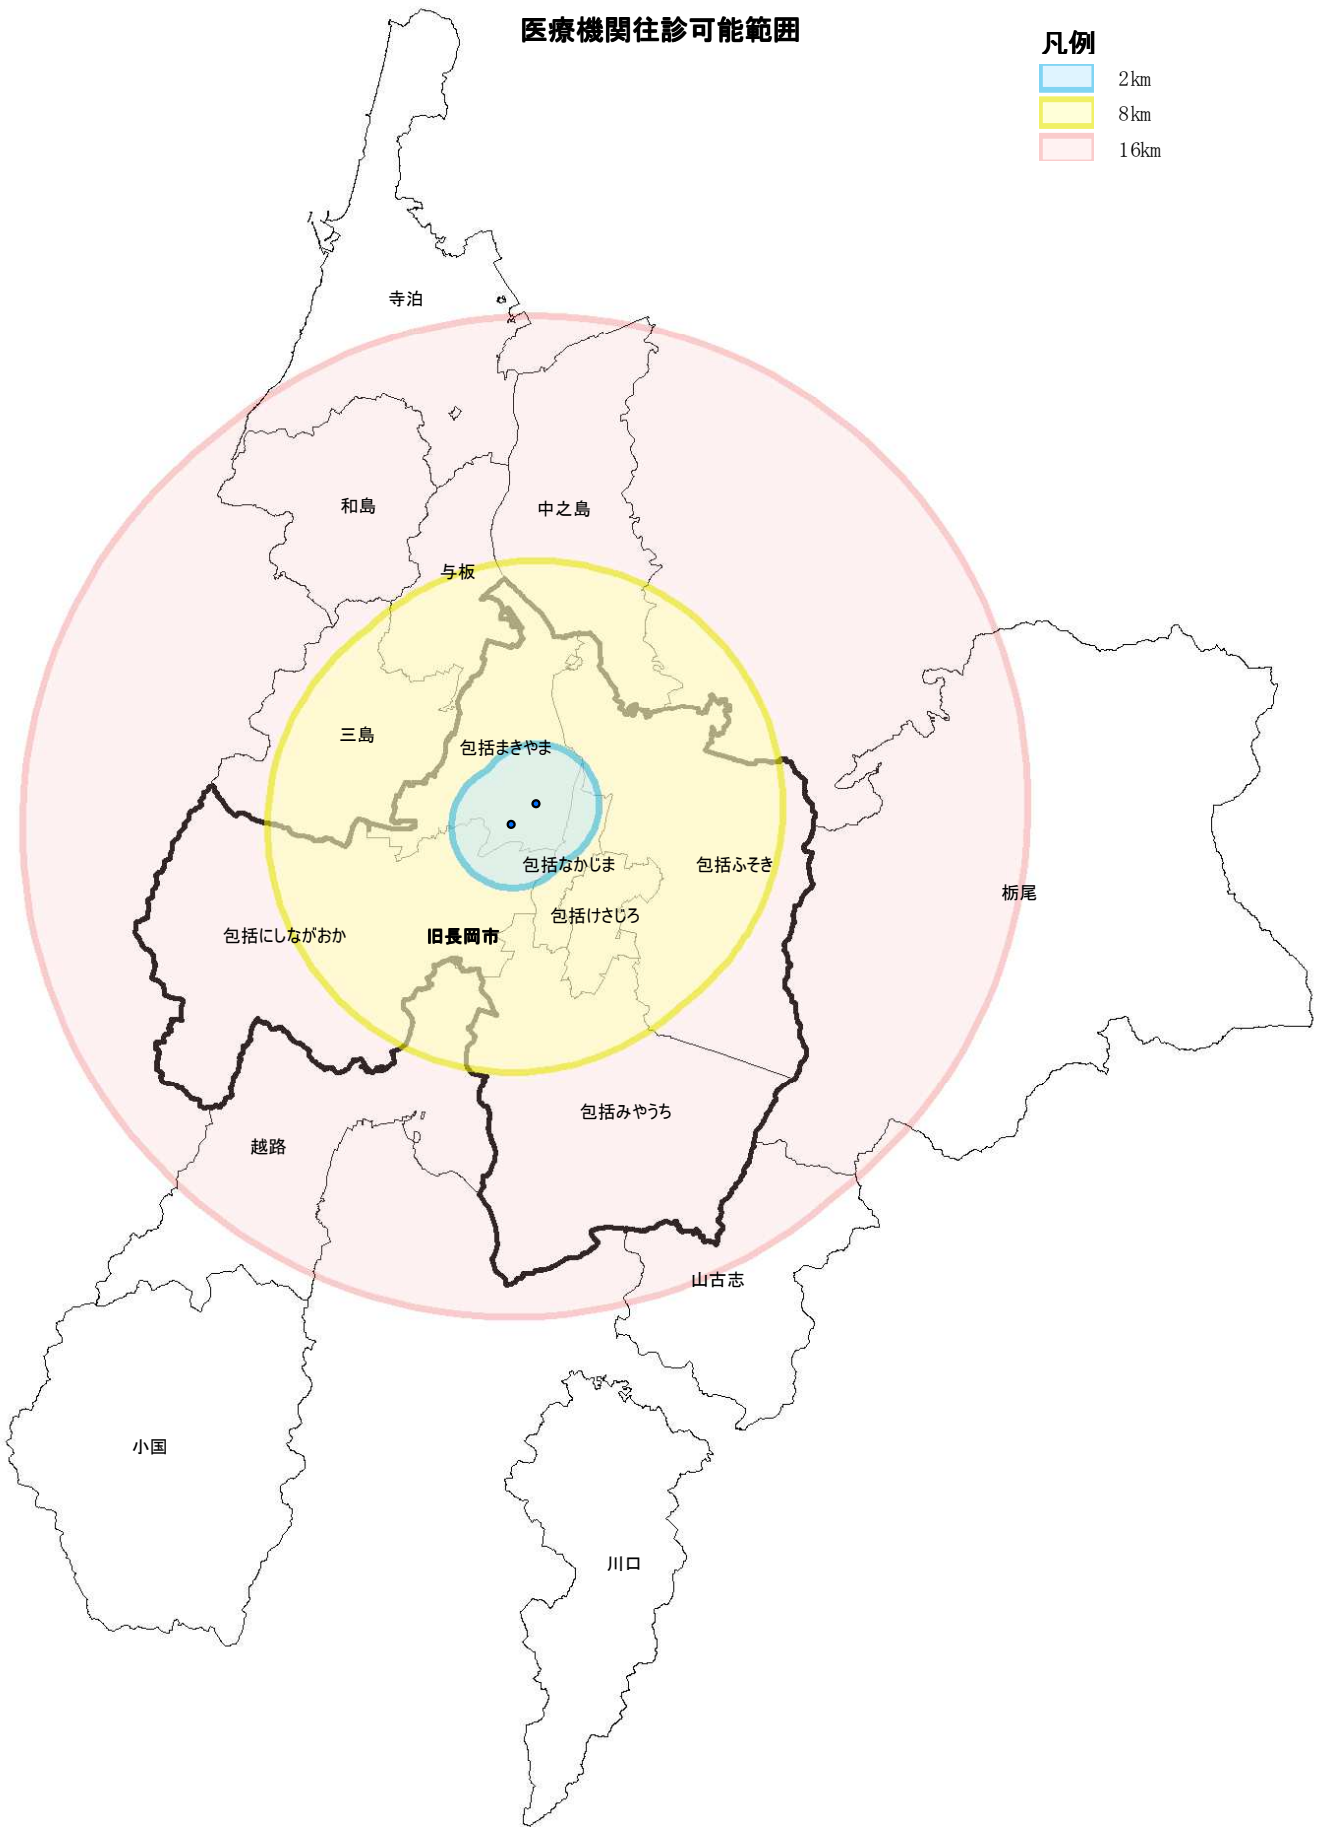 医療機関往診可能範囲
凡例
2km
8km
16km
寺泊
和島
中之島
与板
三島
包括まきやま
包括なかじま
包括ふそき
栃尾
包括けさじろ
包括にしながおか
旧長岡市
包括みやうち
越路
山古志
小国
川口